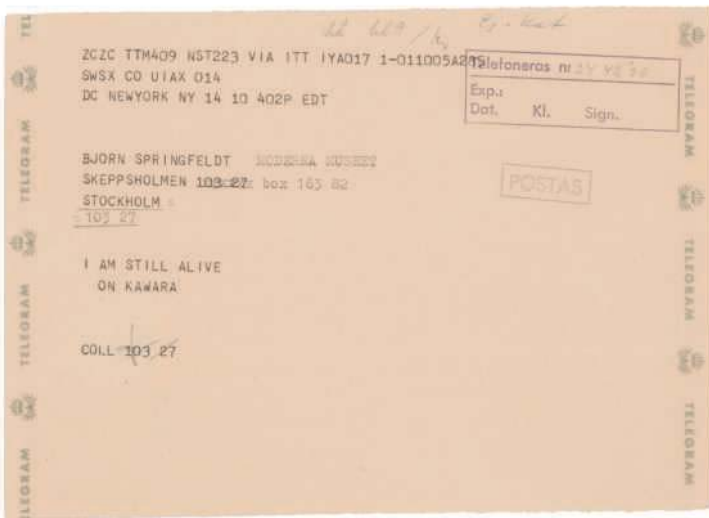 ZCZC TTM409 NST223 VIA ITT IYA017 1-011005A285
SWSX CO UIAX 014
DC NEWYORK NY 14 10 402P EDT
Telefoneras nr
Exp.:
Dat. Kl. Sign.
BJORN SPRINGFELDT MODERNA MUSEET
SKEPPSHOLMEN 103 27 box 163 82
STOCKHOLM
103 27
POSTAS
I AM STILL ALIVE
ON KAWARA
COLL 103 27
TELEGRAM
TELEGRAM
TELEGRAM
TELEGRAM
TELEGRAM
TELEGRAM
TELEGRAM